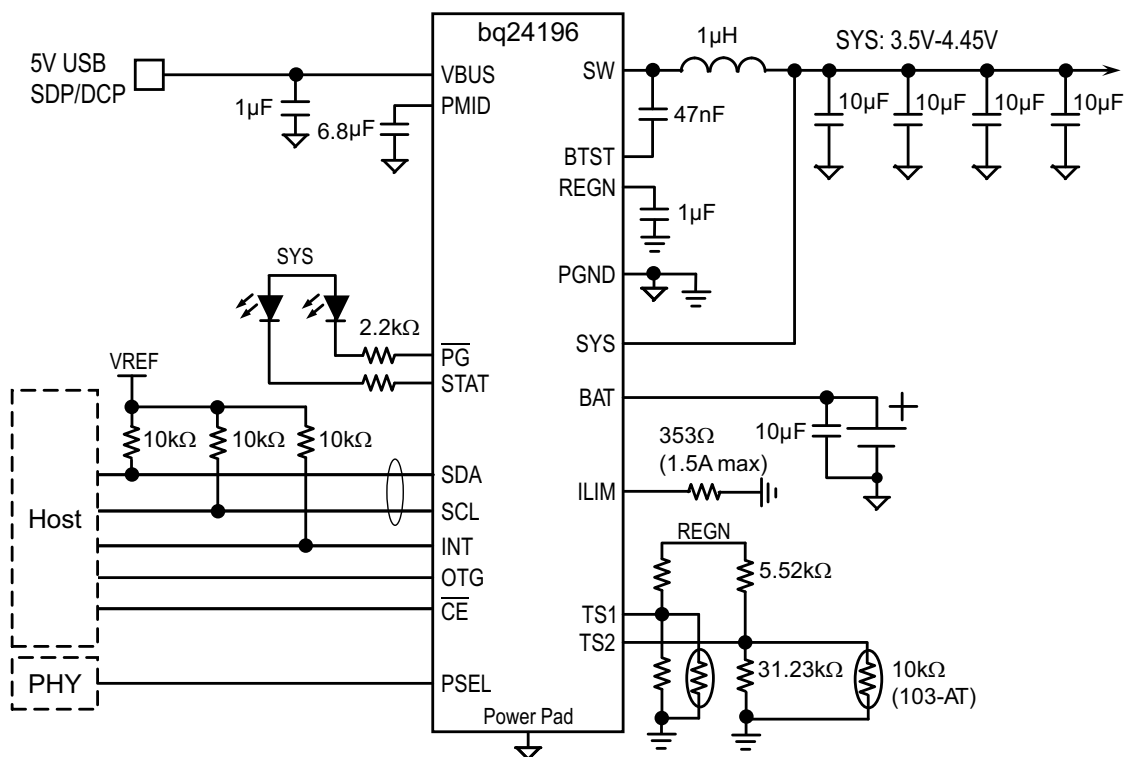 bq24196
5V USB
SDP/DCP
VBUS
1µF
PMID
6.8µF
SW
1µH
SYS: 3.5V-4.45V
10µF
10µF
10µF
10µF
47nF
BTST
REGN
1µF
PGND
SYS
SYS
2.2kΩ
PG
STAT
VREF
10kΩ
10kΩ
10kΩ
BAT
10µF
353Ω
(1.5A max)
ILIM
Host
SDA
SCL
INT
OTG
CE
REGN
5.52kΩ
TS1
TS2
31.23kΩ
10kΩ
(103-AT)
PHY
PSEL
Power Pad